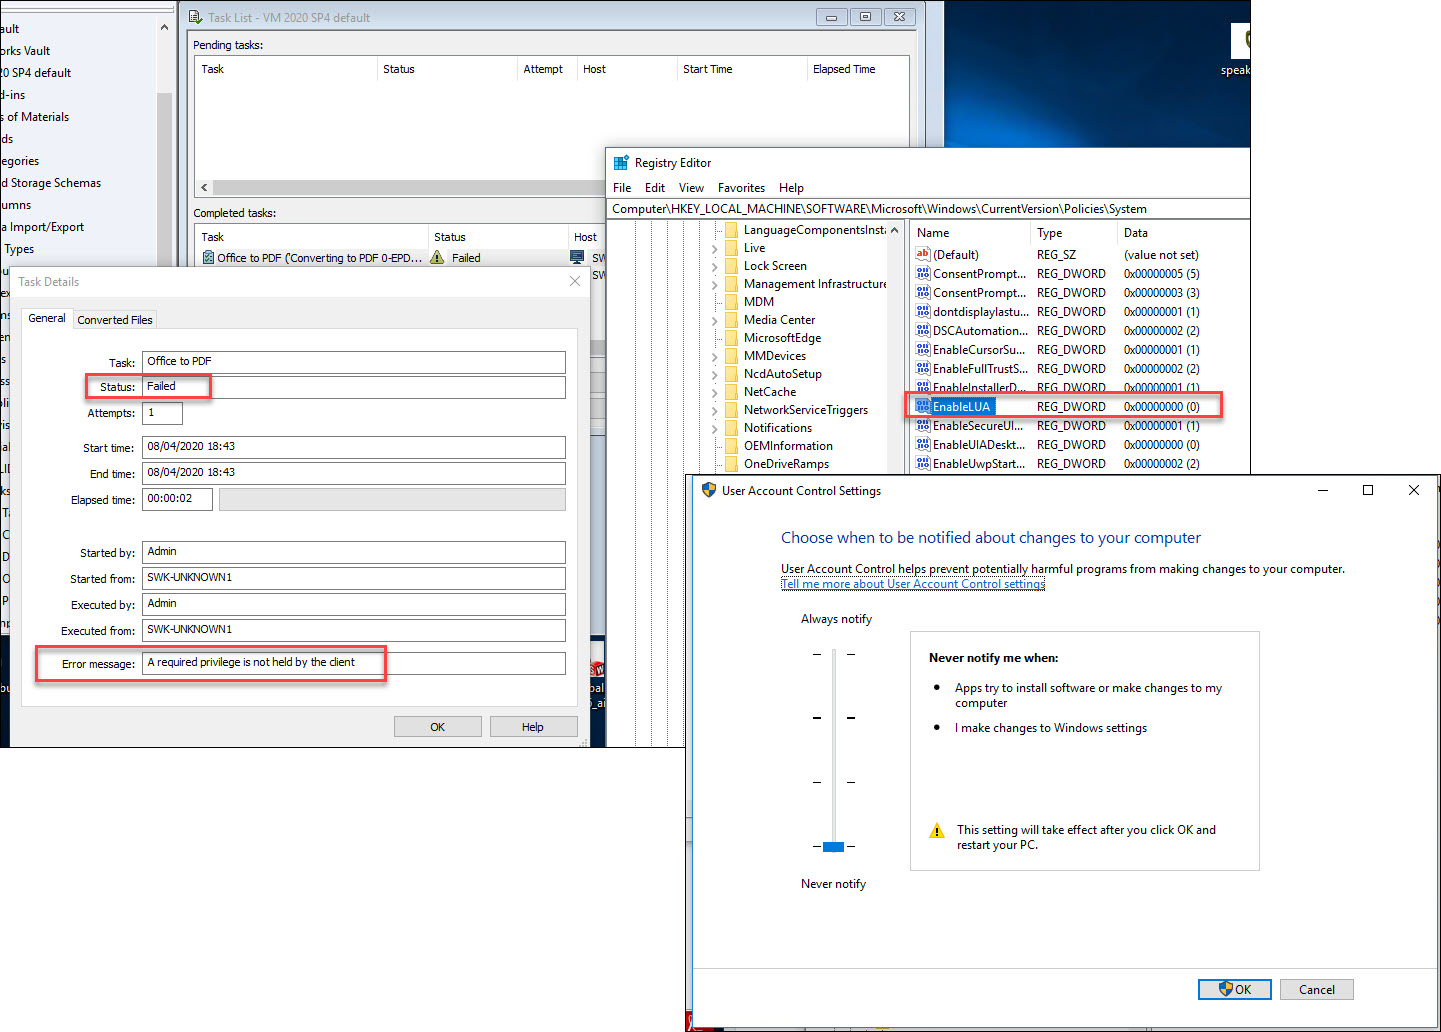 Task List - VM 2020 SP4 default
Pending tasks:
Task Status Attempt Host Start Time Elapsed Time
Completed tasks:
Task Status Host
Office to PDF ('Converting to PDF 0-EPD... Failed SW
SW
ault
orks Vault
20 SP4 default
d-ins
s of Materials
ds
egories
d Storage Schemas
umns
a Import/Export
Types
speak
Registry Editor
File Edit View Favorites Help
Computer\HKEY_LOCAL_MACHINE\SOFTWARE\Microsoft\Windows\CurrentVersion\Policies\System
LanguageComponentsInsta
Live
Lock Screen
Management Infrastructure
MDM
Media Center
MicrosoftEdge
MMDevices
NcdAutoSetup
NetCache
NetworkServiceTriggers
Notifications
OEMInformation
OneDriveRamps
Name Type Data
(Default) REG_SZ (value not set)
ConsentPrompt... REG_DWORD 0x00000005 (5)
ConsentPrompt... REG_DWORD 0x00000003 (3)
dontdisplaylastu... REG_DWORD 0x00000001 (1)
DSCAutomation... REG_DWORD 0x00000002 (2)
EnableCursorSu... REG_DWORD 0x00000001 (1)
EnableFullTrustS... REG_DWORD 0x00000002 (2)
EnableInstallerD... REG_DWORD 0x00000001 (1)
EnableLUA REG_DWORD 0x00000000 (0)
EnableSecureUI... REG_DWORD 0x00000001 (1)
EnableUIADeskt... REG_DWORD 0x00000000 (0)
EnableUwpStart... REG_DWORD 0x00000002 (2)
Task Details
General Converted Files
Task: Office to PDF
Status: Failed
Attempts: 1
Start time: 08/04/2020 18:43
End time: 08/04/2020 18:43
Elapsed time: 00:00:02
Started by: Admin
Started from: SWK-UNKNOWN1
Executed by: Admin
Executed from: SWK-UNKNOWN1
Error message: A required privilege is not held by the client
OK Help
User Account Control Settings
Choose when to be notified about changes to your computer
User Account Control helps prevent potentially harmful programs from making changes to your computer.
Tell me more about User Account Control settings
Always notify
Never notify me when:
Apps try to install software or make changes to my
computer
I make changes to Windows settings
This setting will take effect after you click OK and
restart your PC.
Never notify
OK Cancel